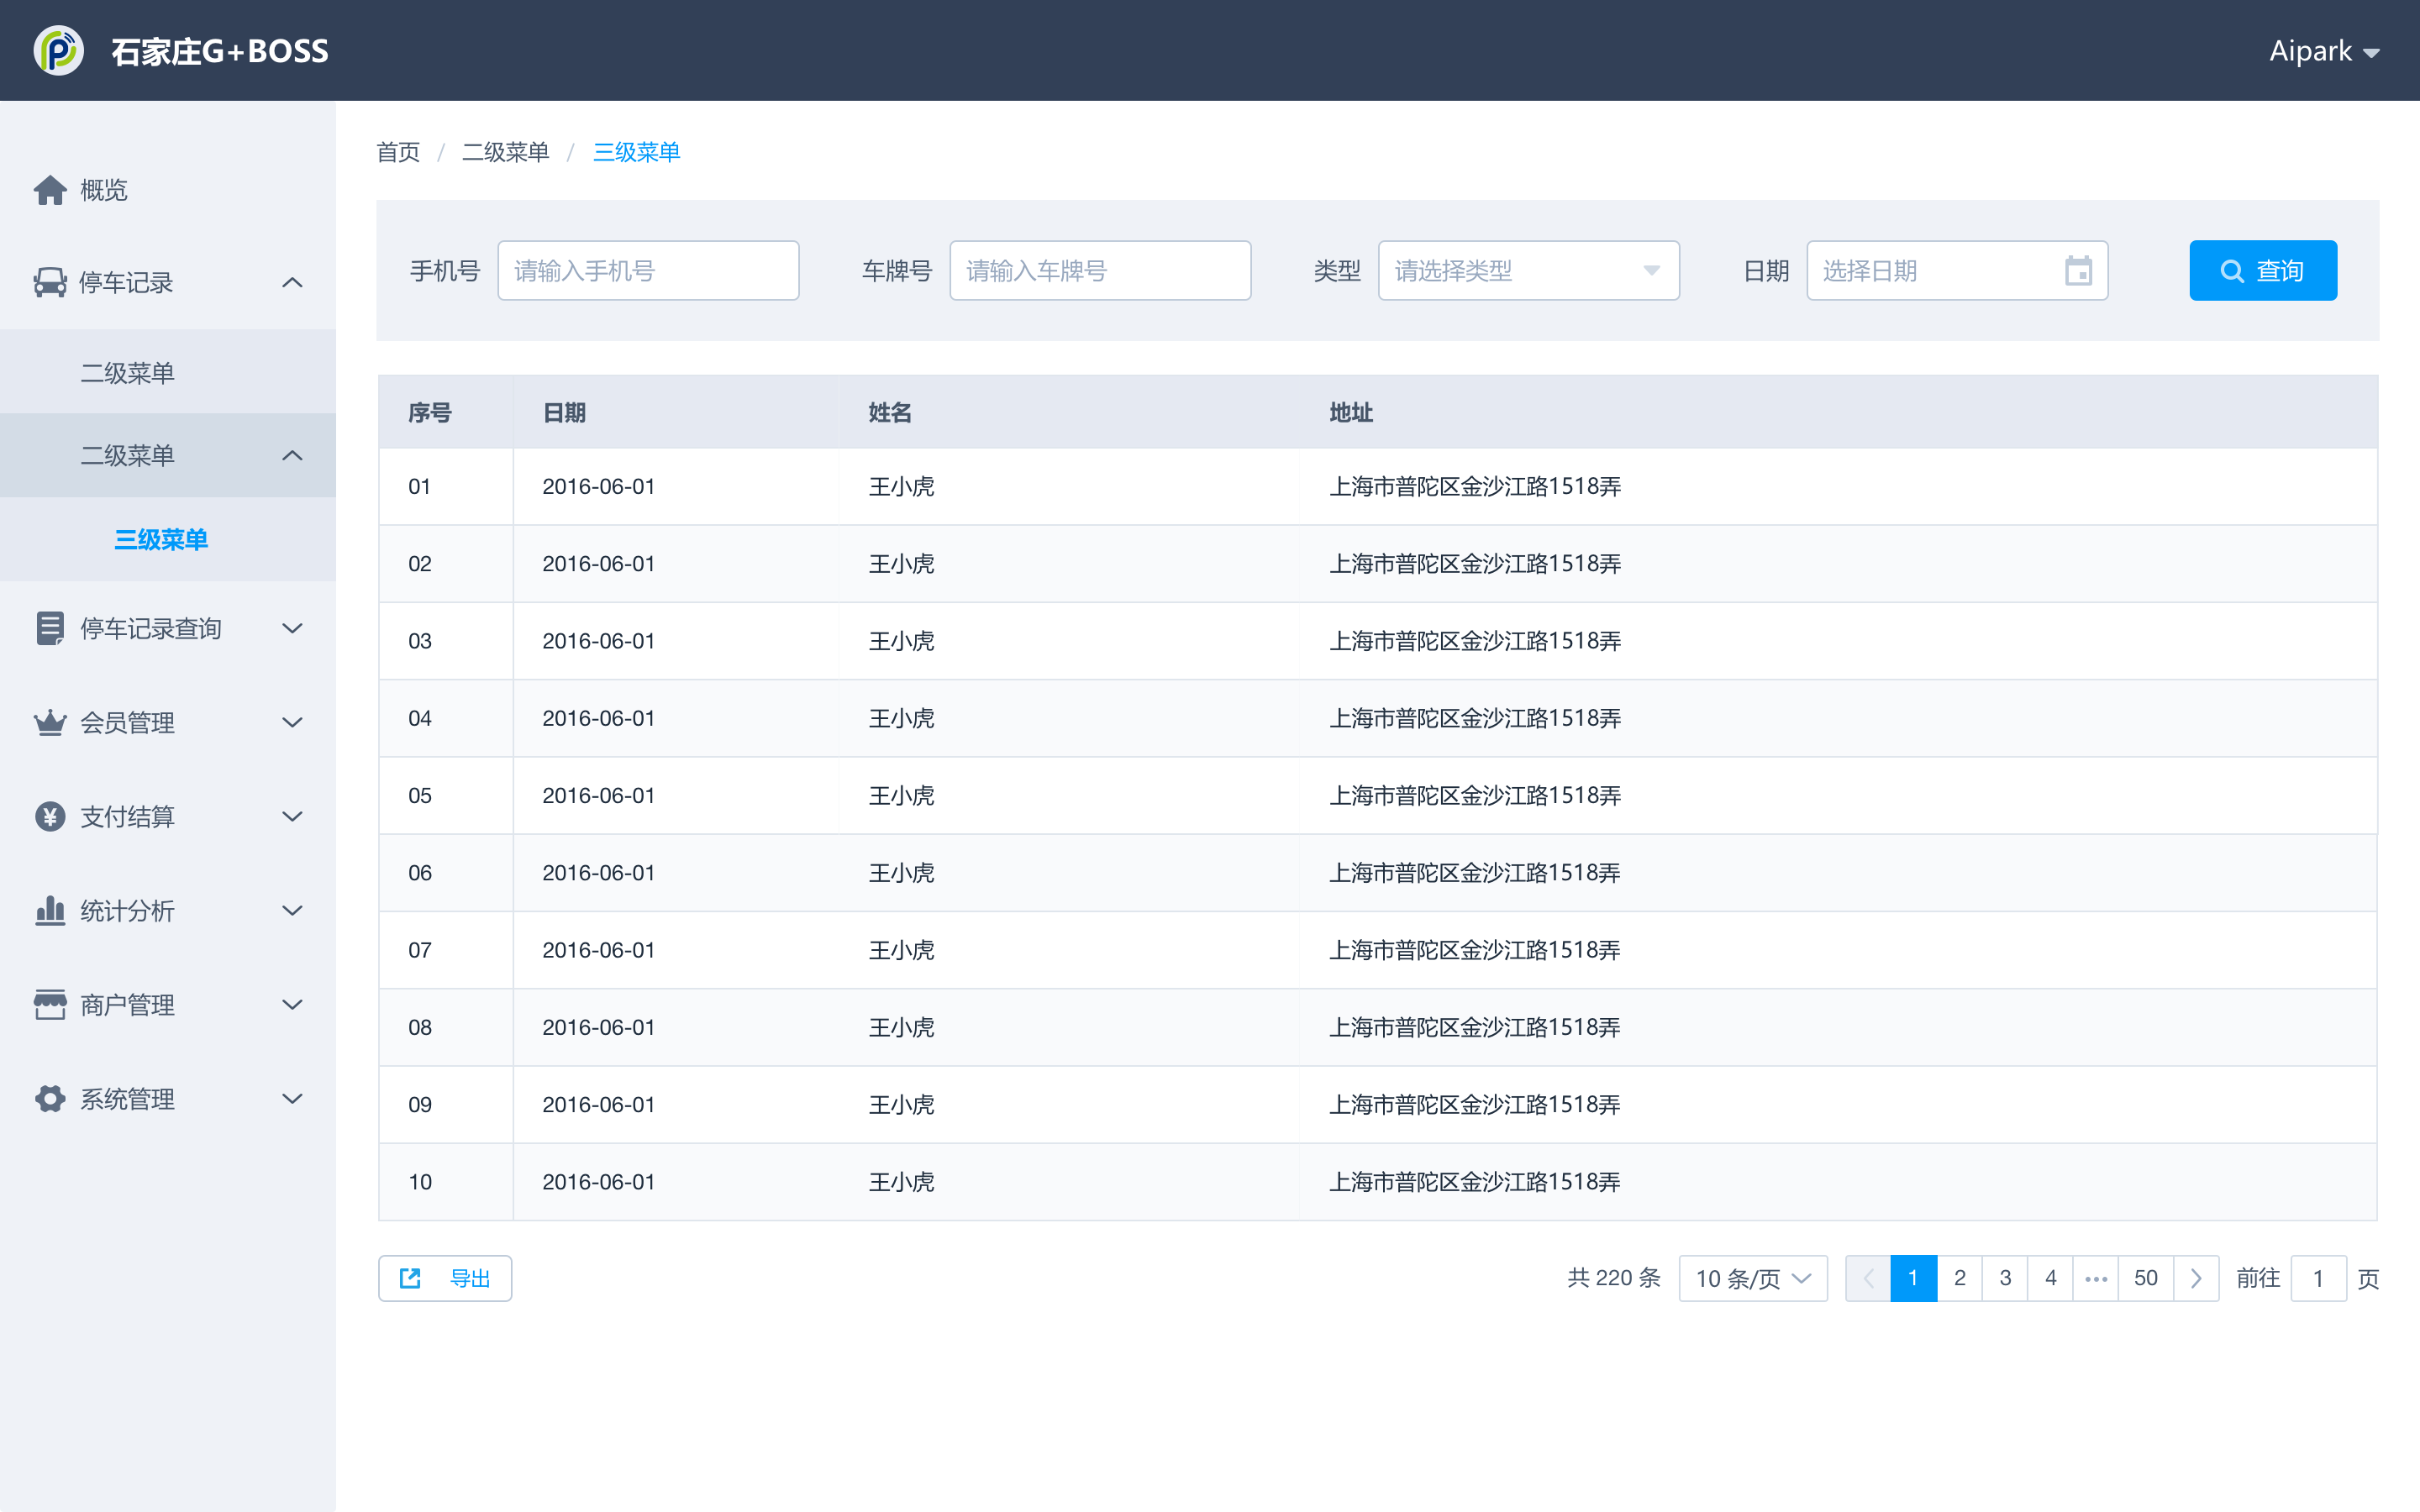 石家庄G+BOSS
Aipark
概览
停车记录
二级菜单
二级菜单
三级菜单
停车记录查询
会员管理
支付结算
统计分析
商户管理
系统管理
首页 / 二级菜单 / 三级菜单
手机号 请输入手机号 车牌号 请输入车牌号 类型 请选择类型 日期 选择日期 查询
序号 日期 姓名 地址
01 2016-06-01 王小虎 上海市普陀区金沙江路1518弄
02 2016-06-01 王小虎 上海市普陀区金沙江路1518弄
03 2016-06-01 王小虎 上海市普陀区金沙江路1518弄
04 2016-06-01 王小虎 上海市普陀区金沙江路1518弄
05 2016-06-01 王小虎 上海市普陀区金沙江路1518弄
06 2016-06-01 王小虎 上海市普陀区金沙江路1518弄
07 2016-06-01 王小虎 上海市普陀区金沙江路1518弄
08 2016-06-01 王小虎 上海市普陀区金沙江路1518弄
09 2016-06-01 王小虎 上海市普陀区金沙江路1518弄
10 2016-06-01 王小虎 上海市普陀区金沙江路1518弄
导出 共 220 条 10 条/页 1 2 3 4 ••• 50 前往 1 页